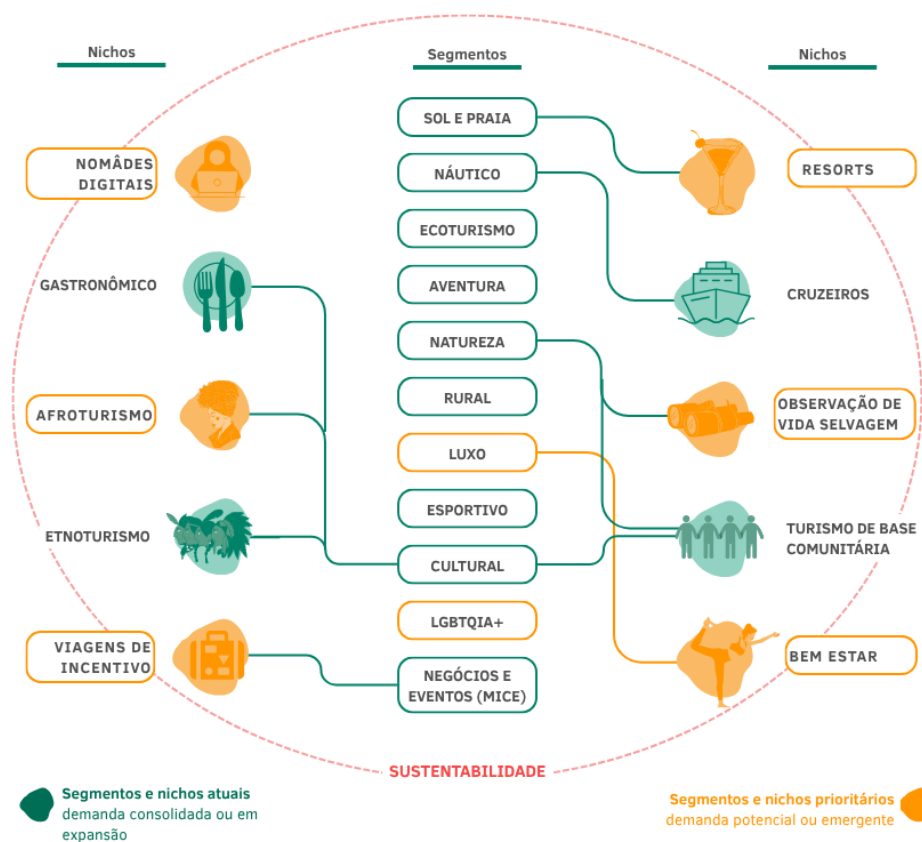 Nichos
Segmentos
Nichos
NOMÂDES
DIGITAIS
GASTRONÔMICO
AFROTURISMO
ETNOTURISMO
VIAGENS DE
INCENTIVO
SOL E PRAIA
NÁUTICO
ECOTURISMO
AVENTURA
NATUREZA
RURAL
LUXO
ESPORTIVO
CULTURAL
LGBTQIA+
NEGÓCIOS E
EVENTOS (MICE)
RESORTS
CRUZEIROS
OBSERVAÇÃO DE
VIDA SELVAGEM
TURISMO DE BASE
COMUNITÁRIA
BEM ESTAR
SUSTENTABILIDADE
Segmentos e nichos atuais
demanda consolidada ou em
expansão
Segmentos e nichos prioritários
demanda potencial ou emergente